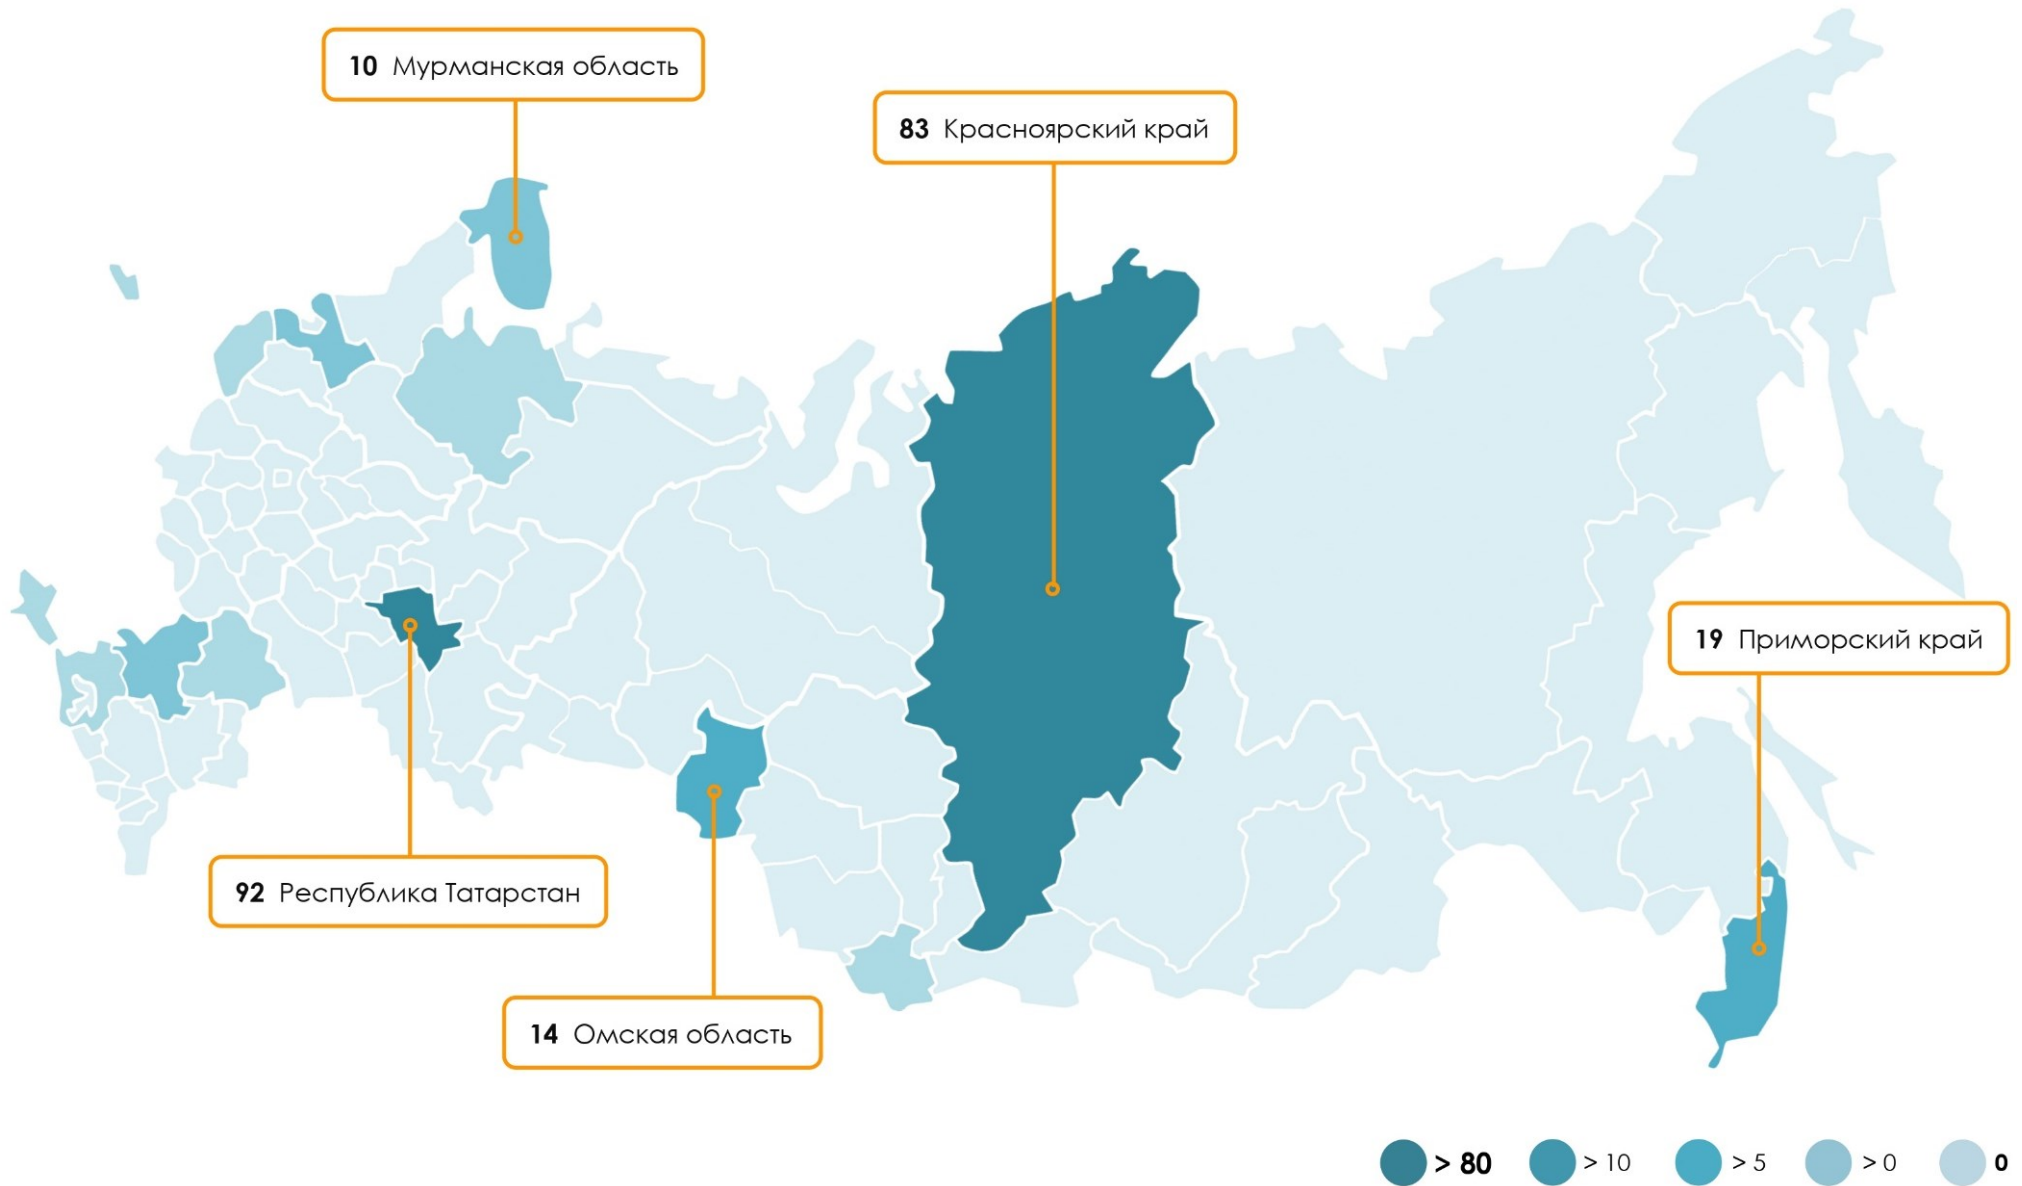 10 Мурманская область
83 Красноярский край
19 Приморский край
92 Республика Татарстан
14 Омская область
> 80 > 10 > 5 > 0 0